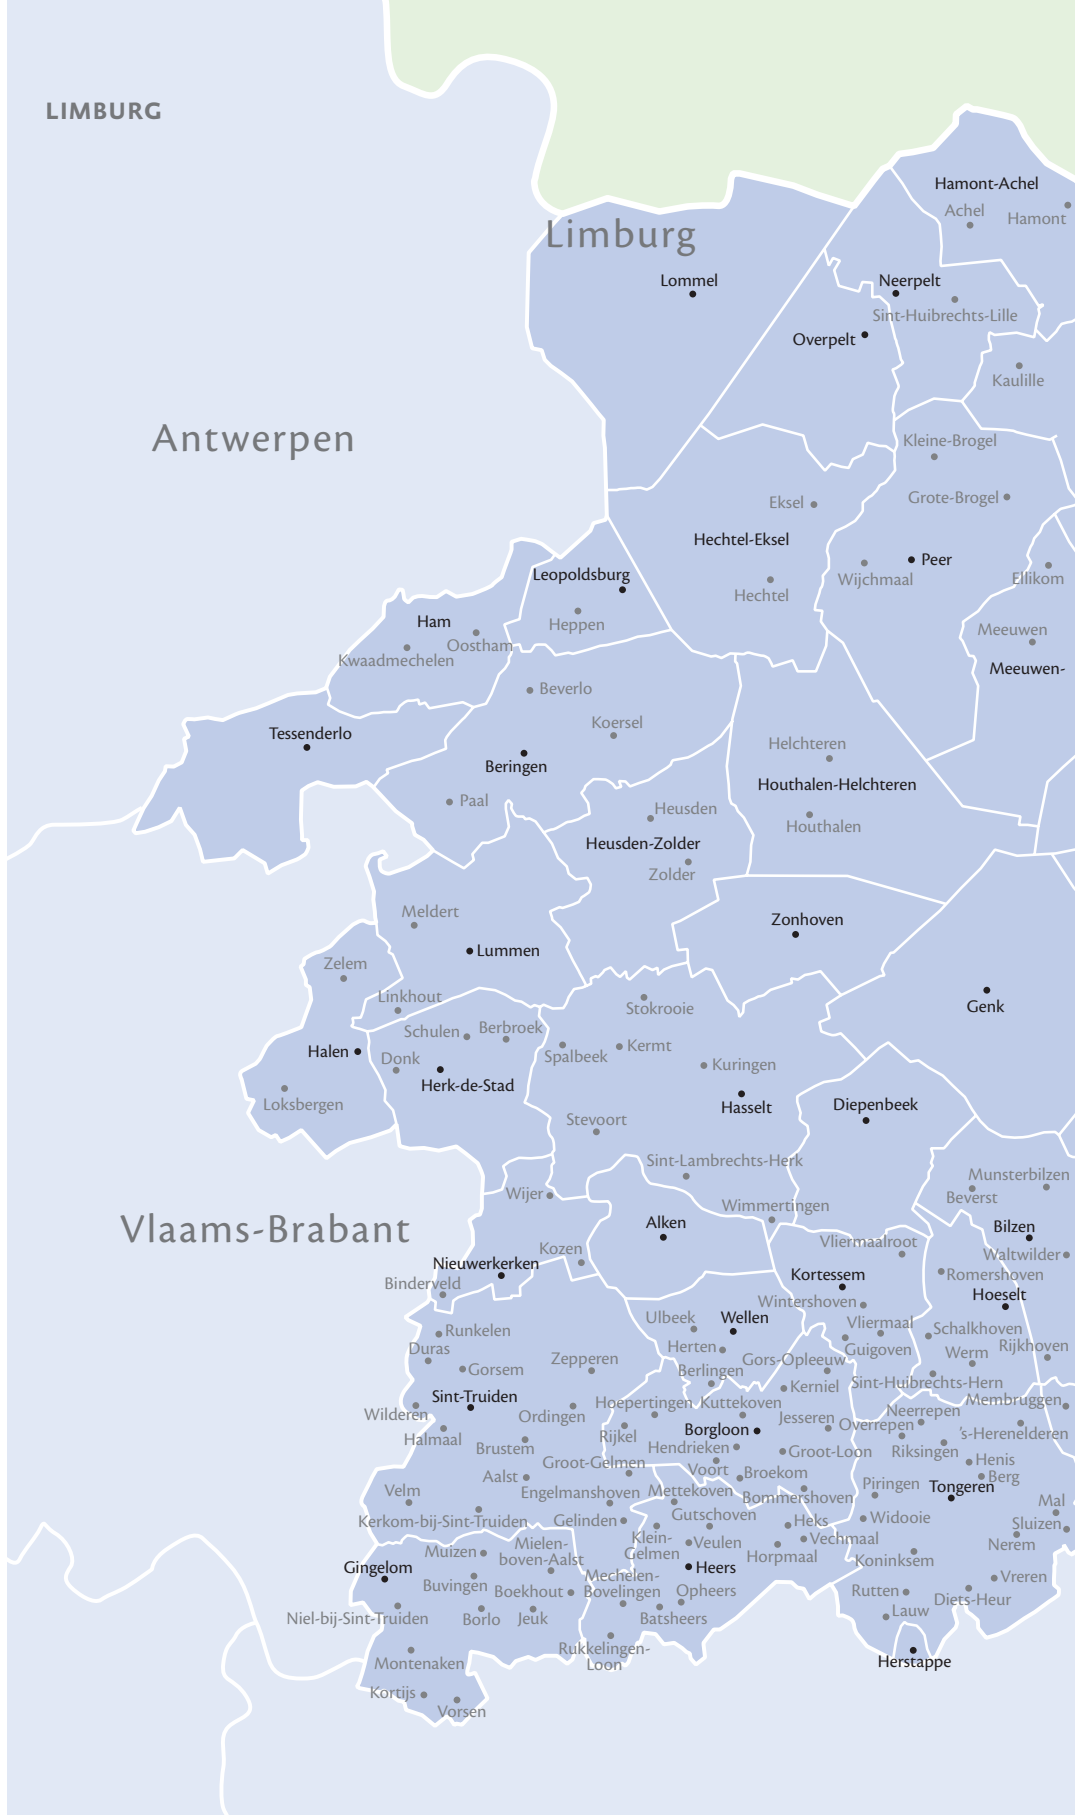 LIMBURG
Hamont-Achel
Achel
Hamont
Limburg
Lommel
Neerpelt
Sint-Huibrechts-Lille
Overpelt
Kaulille
Antwerpen
Kleine-Brogel
Grote-Brogel
Eksel
Hechtel-Eksel
Peer
Wijchmaal
Ellikom
Hechtel
Leopoldsburg
Heppen
Ham
Oostham
Kwaadmechelen
Meeuwen
Meeuwen-
Beverlo
Koersel
Tessenderlo
Beringen
Helchteren
Houthalen-Helchteren
Paal
Heusden
Houthalen
Heusden-Zolder
Zolder
Meldert
Zonhoven
Lummen
Zelem
Linkhout
Stokrooie
Genk
Schulen
Berbroek
Halen
Donk
Spalbeek
Kermt
Kuringen
Herk-de-Stad
Loksbergen
Hasselt
Diepenbeek
Stevoort
Sint-Lambrechts-Herk
Munsterbilzen
Beverst
Wijer
Wimmertingen
Vlaams-Brabant
Alken
Bilzen
Kozen
Vliermaalroot
Waltwilder
Nieuwerkerken
Kortessem
Romershoven
Binderveld
Hoeselt
Wintershoven
Ulbeek
Wellen
Vliermaal
Schalkhoven
Runkelen
Duras
Herten
Guigoven
Werm
Rijkhoven
Gorsem
Zepperen
Berlingen
Gors-Opleeuw
Sint-Huibrechts-Hern
Kerniel
Sint-Truiden
Hoepertingen
Kuttekoven
Membruggen
Wilderen
Ordingen
Jesseren
Neerrepen
Overrepen
Halmaal
Rijkel
Borgloon
's-Herenelderen
Brustem
Hendrieken
Groot-Loon
Riksingen
Henis
Groot-Gelmen
Voort
Broekom
Berg
Aalst
Velm
Engelmanshoven
Mettekoven
Bommershoven
Piringen
Tongeren
Mal
Kerkom-bij-Sint-Truiden
Gelinden
Gutschoven
Heks
Widooie
Sluizen
Muizen
Mielen-
boven-Aalst
Klein-
Gelmen
Veulen
Vechmaal
Horpmaal
Nerem
Koninksem
Gingelom
Heers
Buvingen
Boekhout
Mechelen-
Bovelingen
Opheers
Vreren
Rutten
Diets-Heur
Niel-bij-Sint-Truiden
Borlo
Jeuk
Batsheers
Lauw
Rukkelingen-
Loon
Montenaken
Herstappe
Kortijs
Vorsen